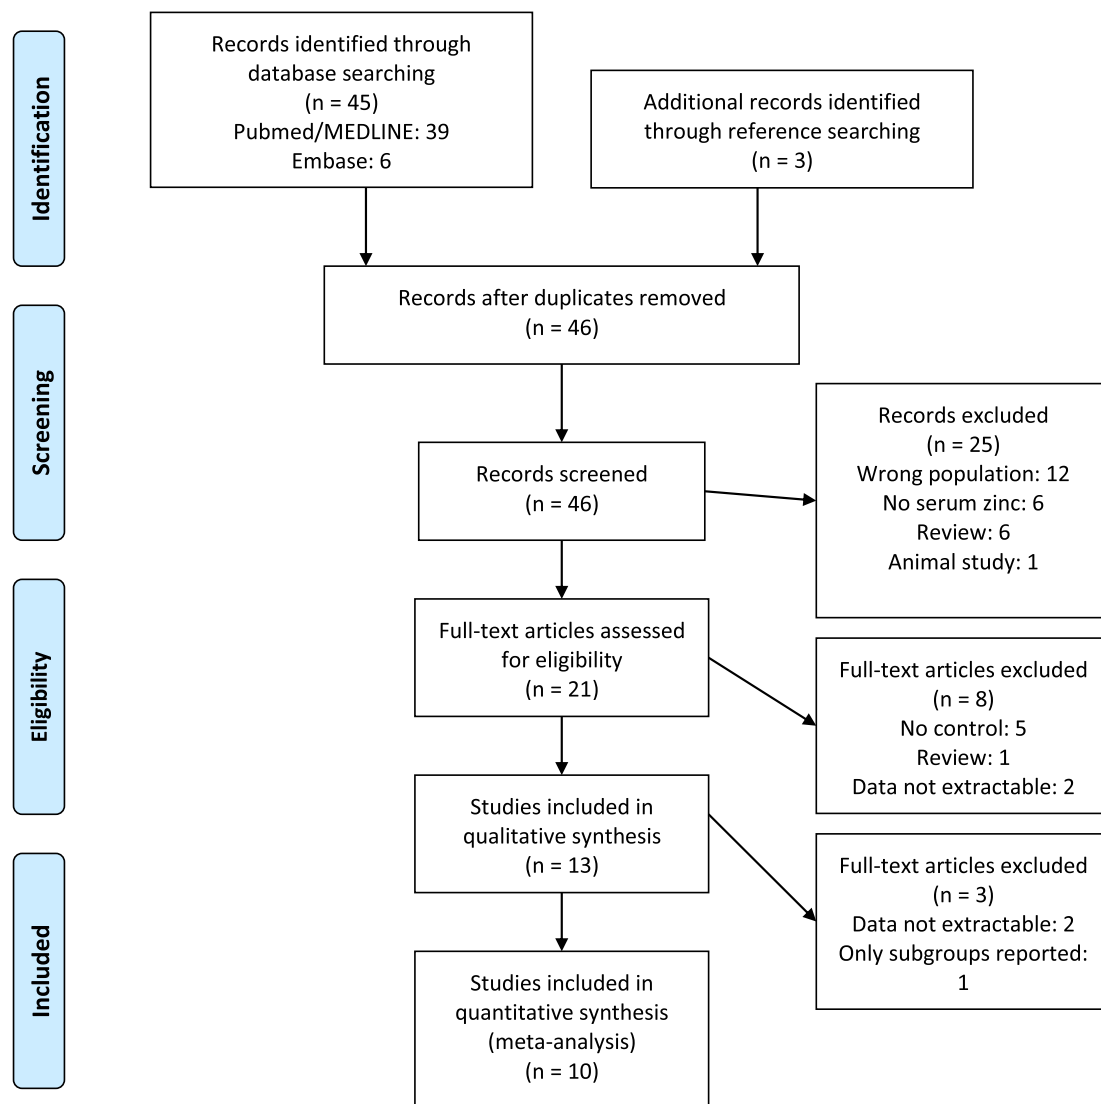 Identification
Records identified through
database searching
(n = 45)
Pubmed/MEDLINE: 39
Embase: 6
Additional records identified
through reference searching
(n = 3)
Records after duplicates removed
(n = 46)
Screening
Records screened
(n = 46)
Records excluded
(n = 25)
Wrong population: 12
No serum zinc: 6
Review: 6
Animal study: 1
Eligibility
Full-text articles assessed
for eligibility
(n = 21)
Full-text articles excluded
(n = 8)
No control: 5
Review: 1
Data not extractable: 2
Studies included in
qualitative synthesis
(n = 13)
Full-text articles excluded
(n = 3)
Data not extractable: 2
Only subgroups reported:
1
Included
Studies included in
quantitative synthesis
(meta-analysis)
(n = 10)